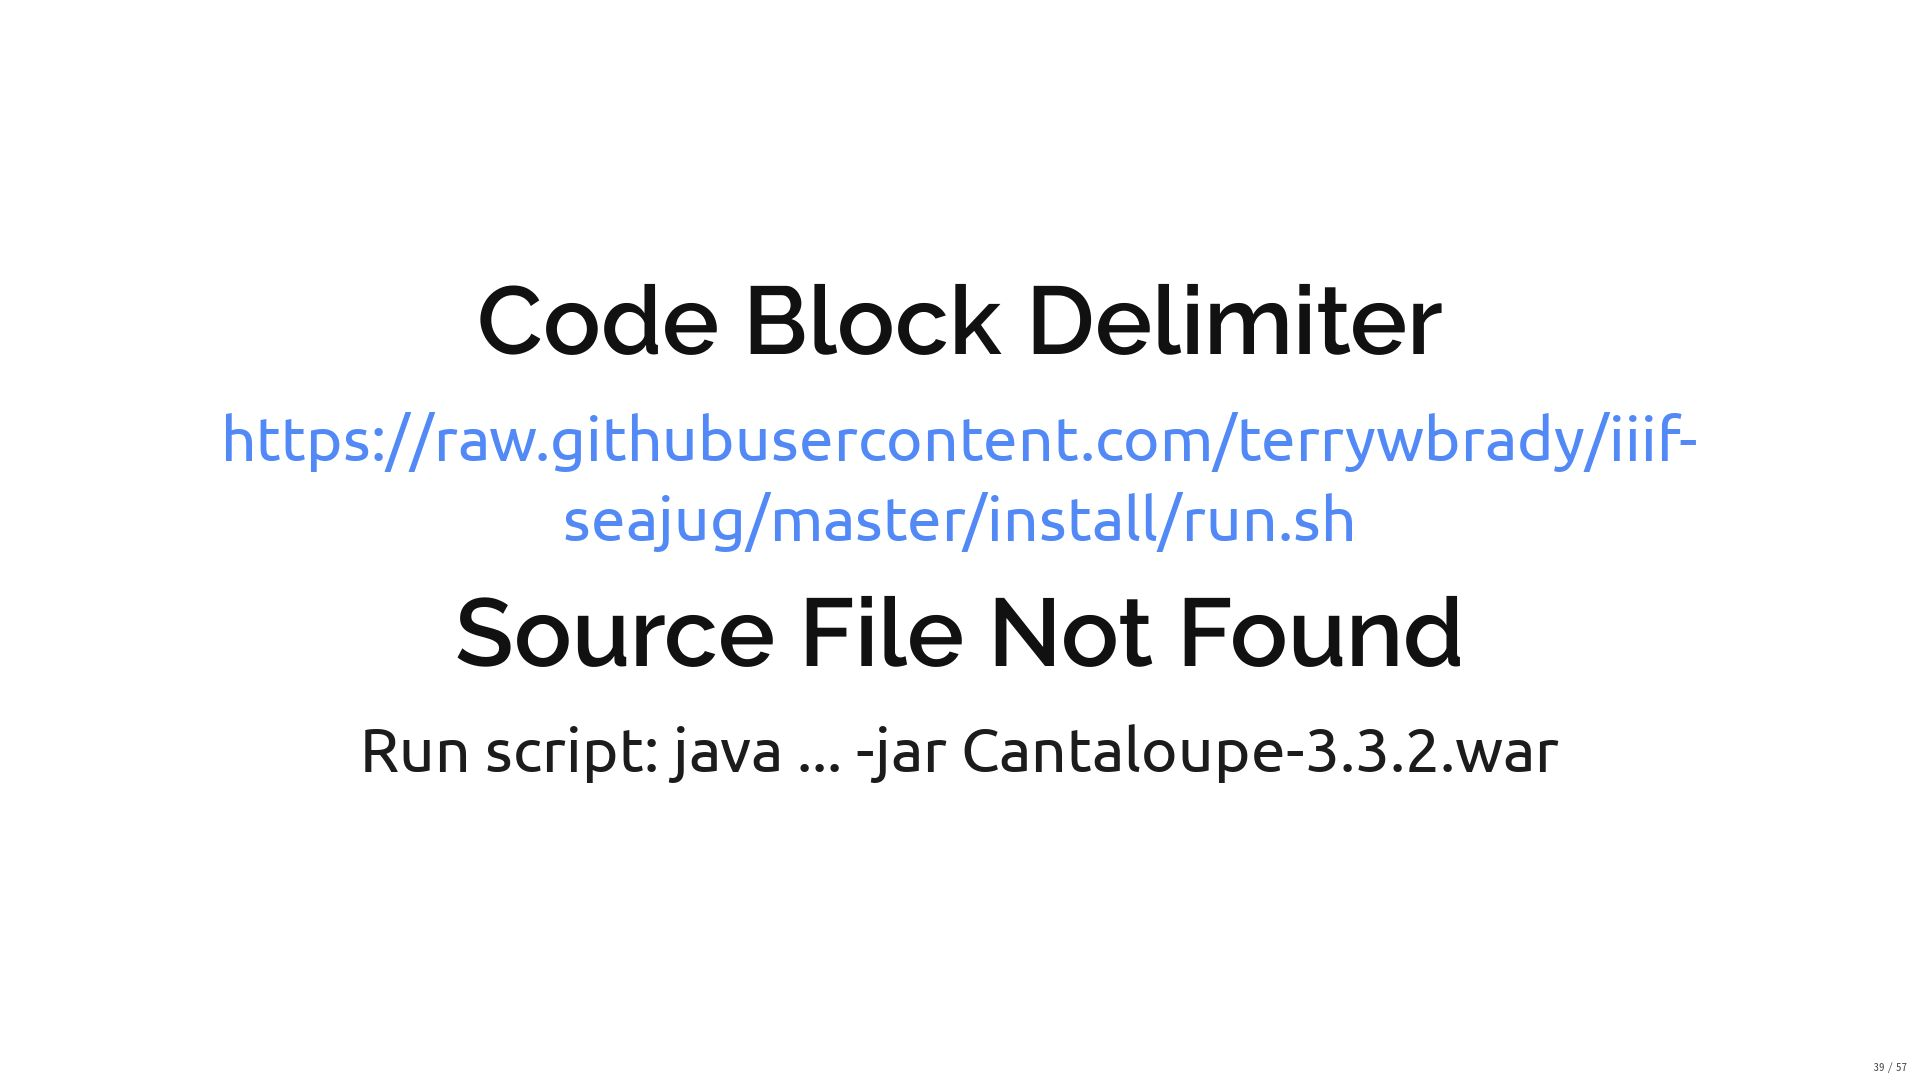 Code Block Delimiter
https://raw.githubusercontent.com/terrywbrady/iiif-
seajug/master/install/run.sh
Source File Not Found
Run script: java ... -jar Cantaloupe-3.3.2.war
39 / 57